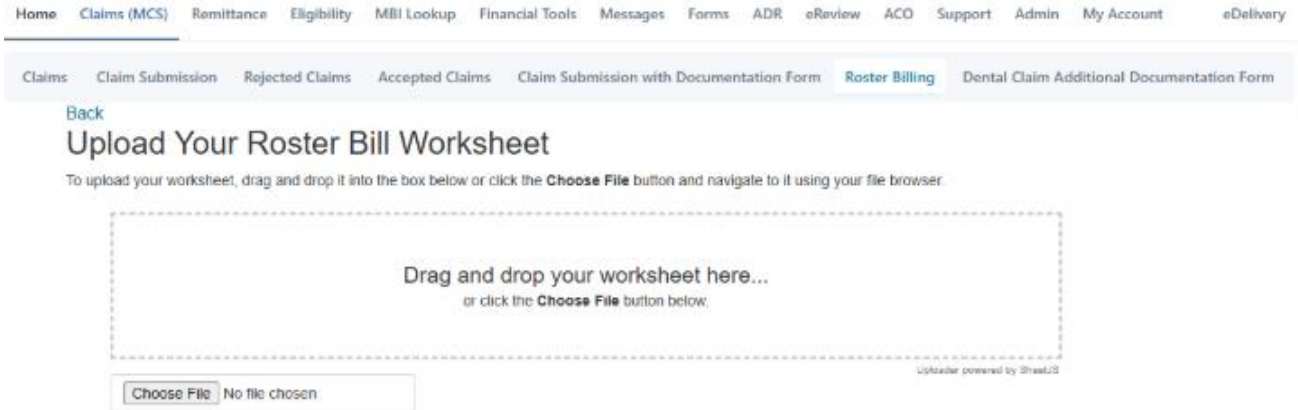 Home Claims (MCS) Remittance Eligibility MBI Lookup Financial Tools Messages Forms ADR eReview ACO Support Admin My Account eDelivery
Claims Claim Submission Rejected Claims Accepted Claims Claim Submission with Documentation Form Roster Billing Dental Claim Additional Documentation Form
Back
Upload Your Roster Bill Worksheet
To upload your worksheet, drag and drop it into the box below or click the Choose File button and navigate to it using your file browser.
Drag and drop your worksheet here...
or click the Choose File button below.
Uploader powered by SheetJS
Choose File No file chosen